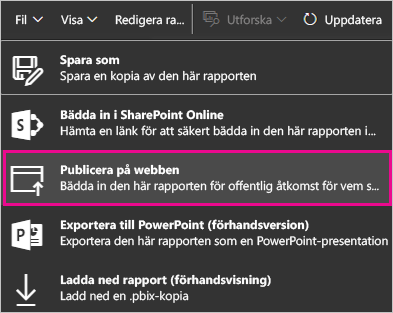 Fil Visa Redigera ra... Utforska Uppdatera
Spara som
Spara en kopia av den här rapporten
Bädda in i SharePoint Online
Hämta en länk för att säkert bädda in den här rapporten i...
Publicera på webben
Bädda in den här rapporten för offentlig åtkomst för vem s...
Exportera till PowerPoint (förhandsversion)
Exportera den här rapporten som en PowerPoint-presentation
Ladda ned rapport (förhandsvisning)
Ladd ned en .pbix-kopia